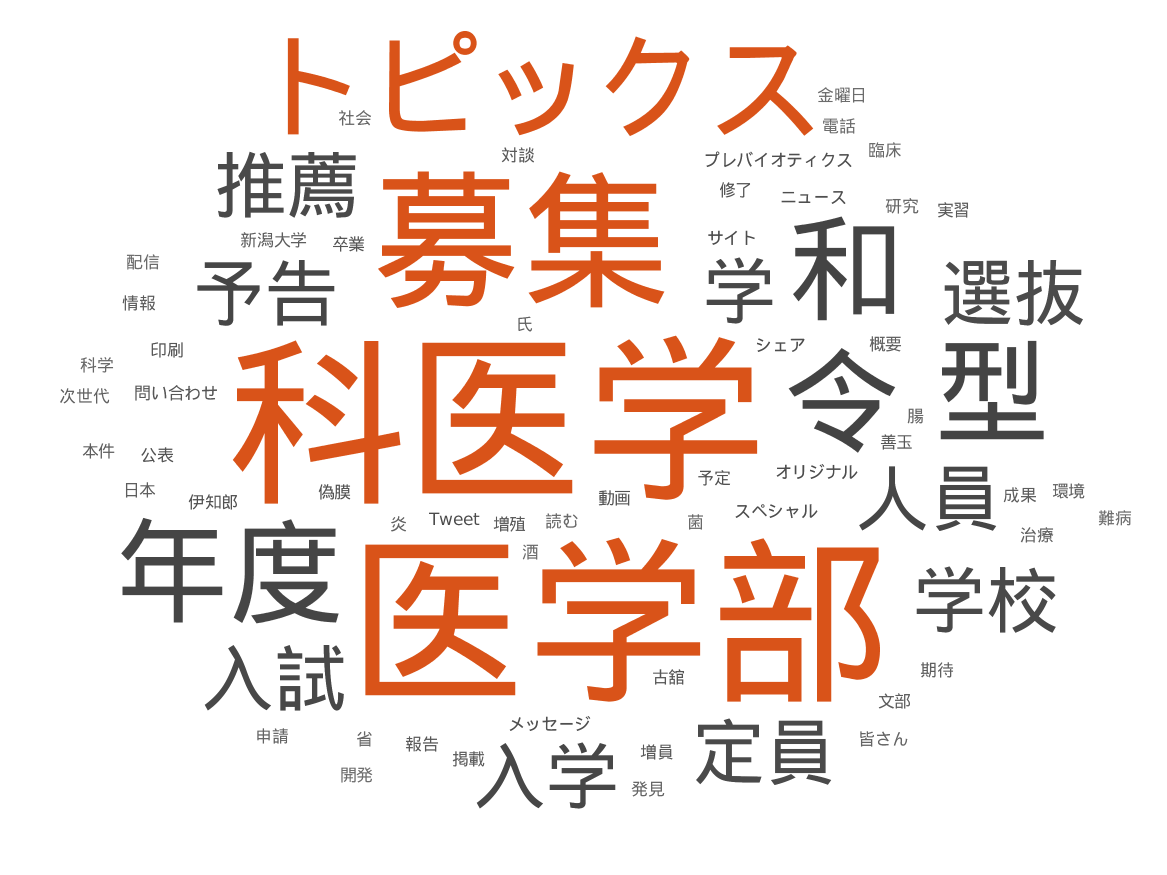 トピックス
金曜日
社会
電話
対談
臨床
プレバイオティクス
推薦
募集
修了
ニュース
研究
実習
新潟大学
卒業
サイト
和
配信
予告
学
選抜
情報
氏
印刷
シェア
概要
科学
科医学
令
型
次世代
問い合わせ
腸
善玉
本件
公表
予定
オリジナル
人員
日本
伊知郎
偽膜
動画
成果
環境
炎
Tweet
増殖
読む
菌
スペシャル
難病
年度
酒
治療
医学部
学校
入試
古舘
期待
文部
申請
省
報告
メッセージ
定員
皆さん
掲載
入学
増員
開発
発見